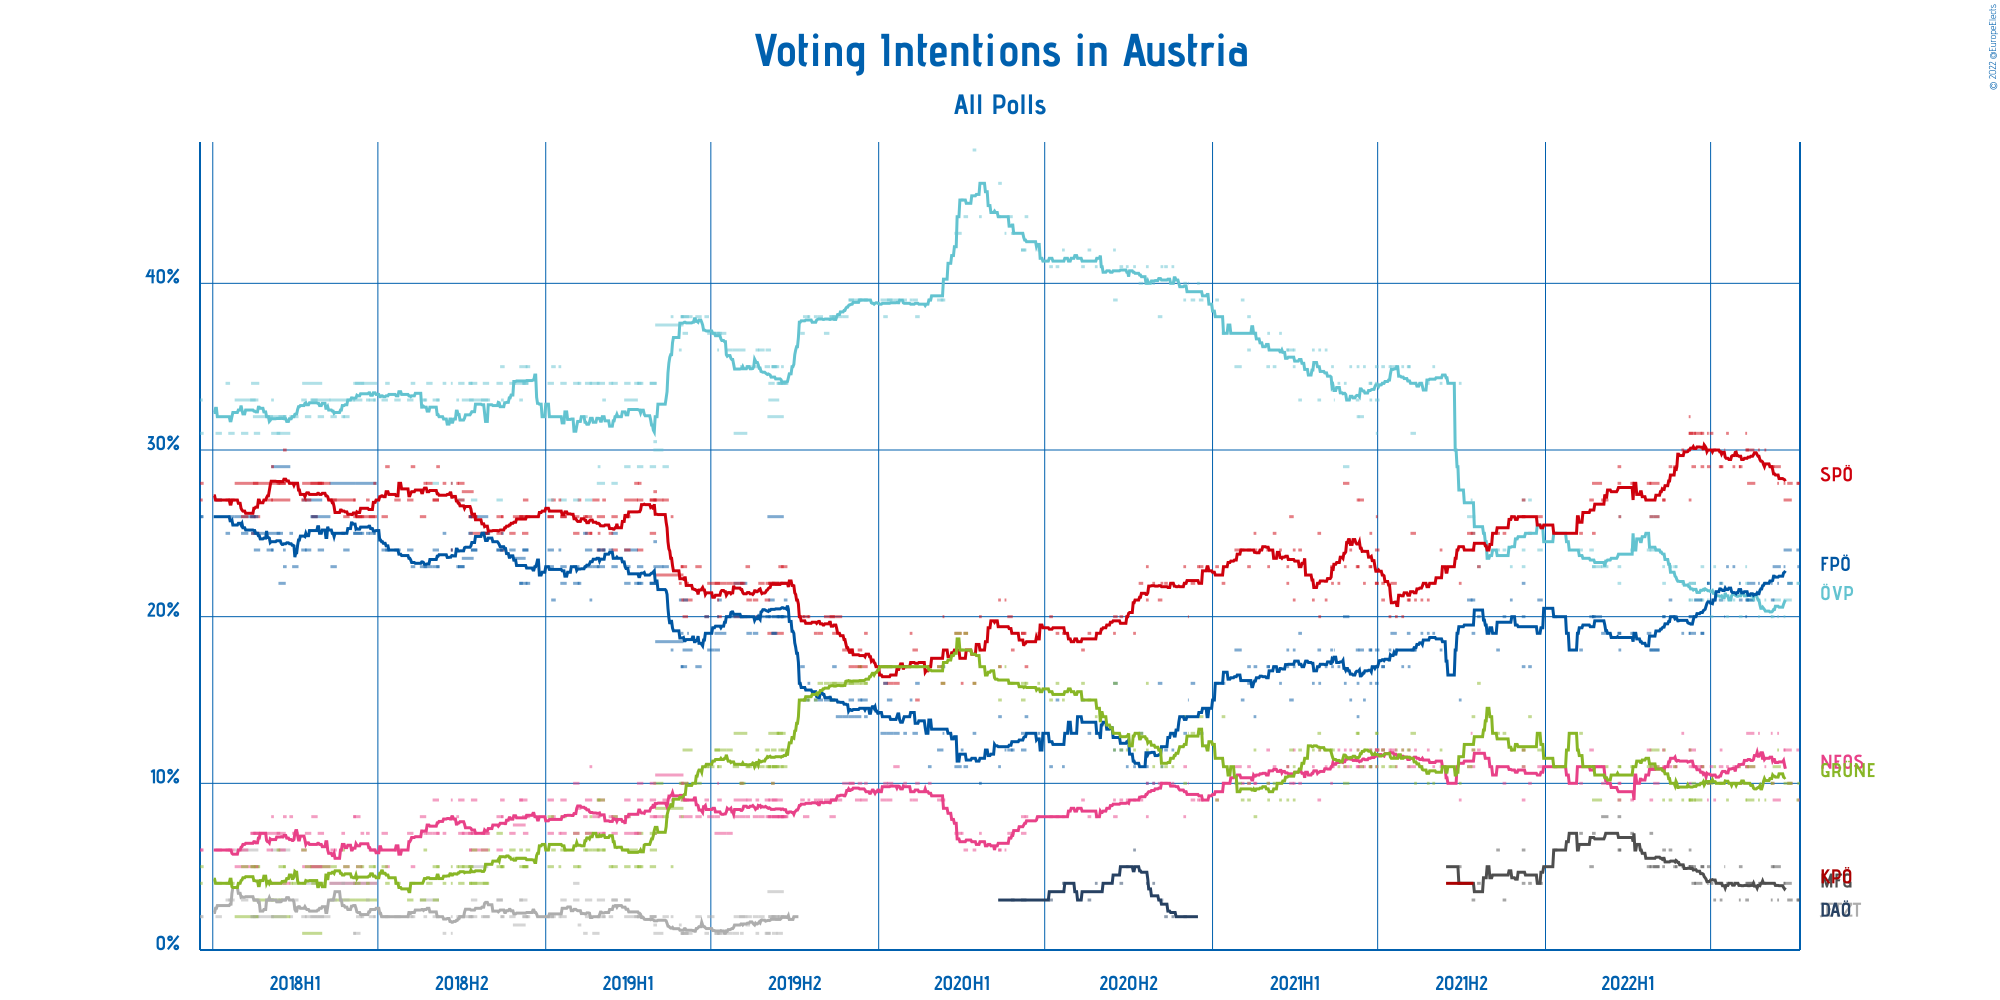 © 2022 @EuropeElects
Voting Intentions in Austria
All Polls
40%
30%
20%
10%
0%
SPÖ
FPÖ
ÖVP
NEOS
GRÜNE
KPÖ
MFG
DAÖ
2018H1
2018H2
2019H1
2019H2
2020H1
2020H2
2021H1
2021H2
2022H1